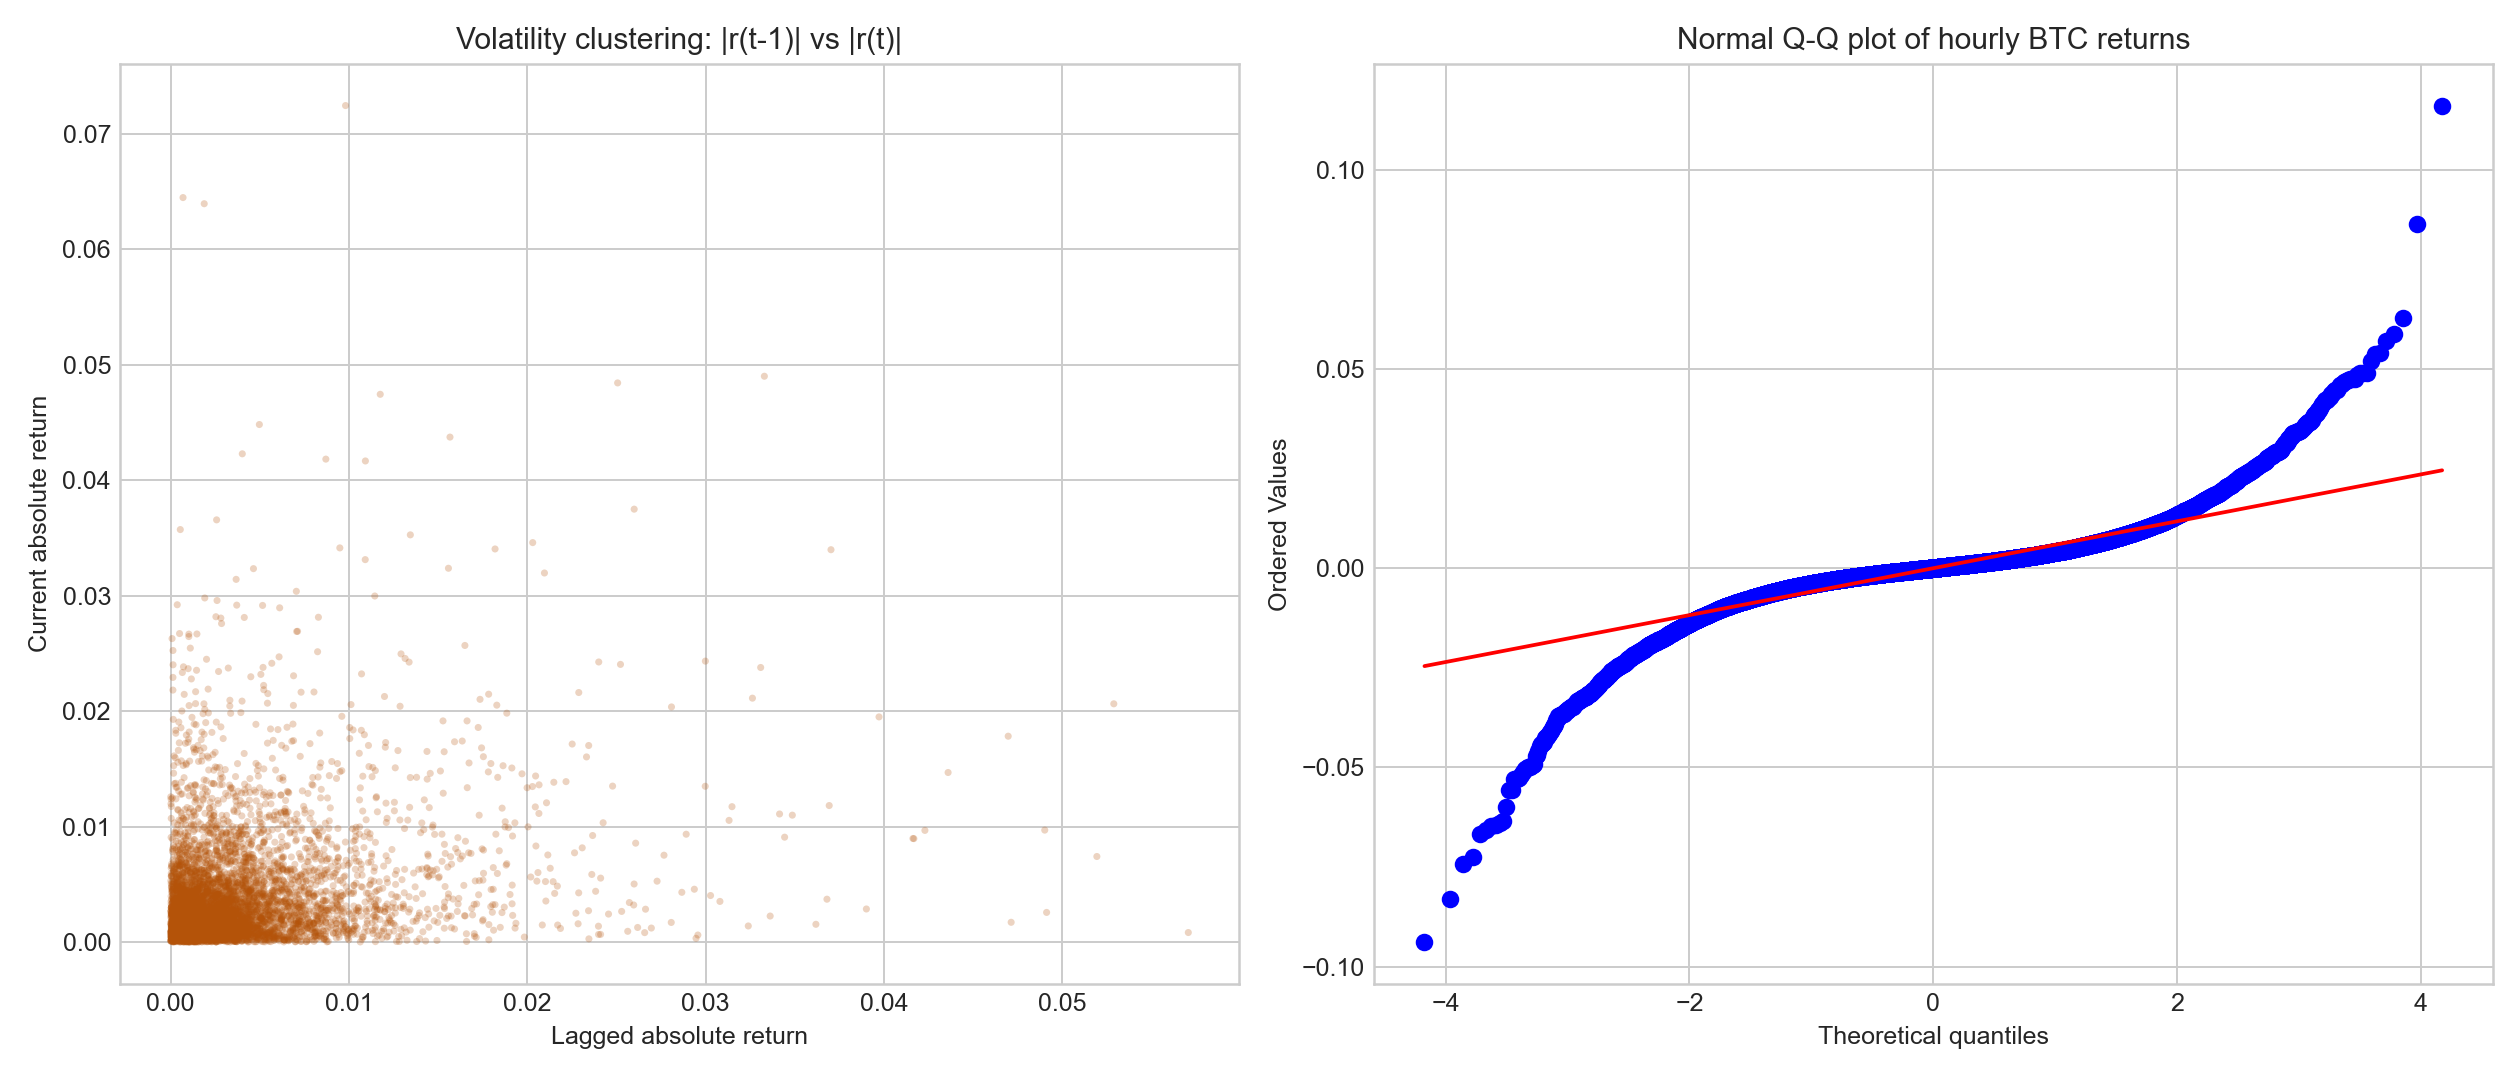 Volatility clustering: |r(t-1)| vs |r(t)|
Current absolute return
0.07
0.06
0.05
0.04
0.03
0.02
0.01
0.00
0.00 0.01 0.02 0.03 0.04 0.05
Lagged absolute return
Normal Q-Q plot of hourly BTC returns
Ordered Values
0.10
0.05
0.00
−0.05
−0.10
−4 −2 0 2 4
Theoretical quantiles